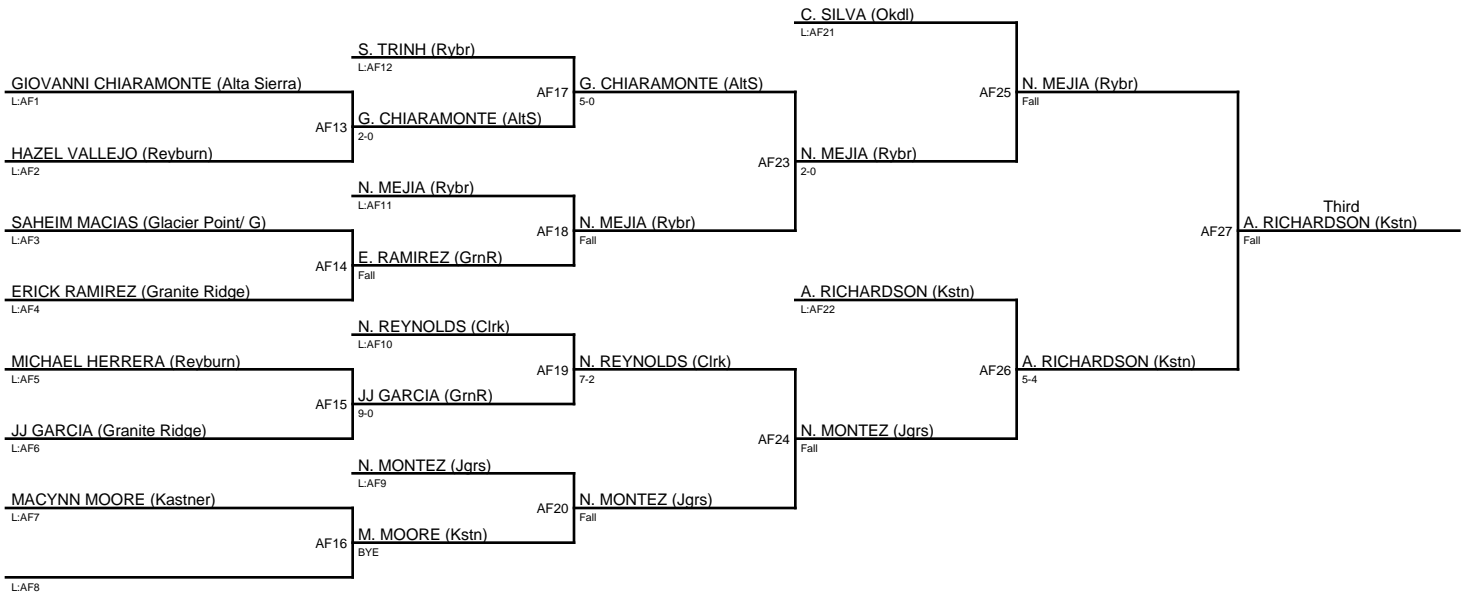 C. SILVA (Okdl)
L:AF21
S. TRINH (Rybr)
L:AF12
GIOVANNI CHIARAMONTE (Alta Sierra)
L:AF1
AF17
G. CHIARAMONTE (AltS)
5-0
AF25
N. MEJIA (Rybr)
Fall
AF13
G. CHIARAMONTE (AltS)
2-0
HAZEL VALLEJO (Reyburn)
L:AF2
AF23
N. MEJIA (Rybr)
2-0
N. MEJIA (Rybr)
L:AF11
SAHEIM MACIAS (Glacier Point/ G)
L:AF3
AF18
N. MEJIA (Rybr)
Fall
AF27
Third
A. RICHARDSON (Kstn)
Fall
AF14
E. RAMIREZ (GrnR)
Fall
ERICK RAMIREZ (Granite Ridge)
L:AF4
A. RICHARDSON (Kstn)
L:AF22
N. REYNOLDS (Clrk)
L:AF10
MICHAEL HERRERA (Reyburn)
L:AF5
AF19
N. REYNOLDS (Clrk)
7-2
AF26
A. RICHARDSON (Kstn)
5-4
AF15
JJ GARCIA (GrnR)
9-0
JJ GARCIA (Granite Ridge)
L:AF6
AF24
N. MONTEZ (Jgrs)
Fall
N. MONTEZ (Jgrs)
L:AF9
MACYNN MOORE (Kastner)
L:AF7
AF20
N. MONTEZ (Jgrs)
Fall
AF16
M. MOORE (Kstn)
BYE
L:AF8